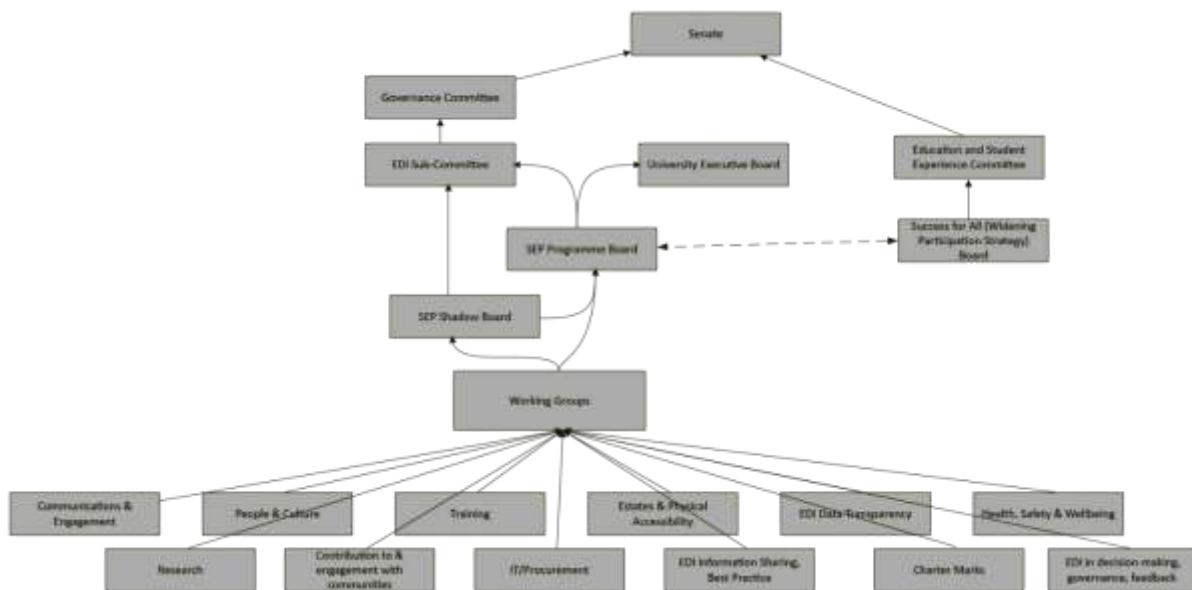 Senate
Governance Committee
EDI Sub-Committee
University Executive Board
Education and Student
Experience Committee
SEP Programme Board
Success for All (Widening
Participation Strategy)
Board
SEP Shadow Board
Working Groups
Communications &
Engagement
People & Culture
Training
Estates & Physical
Accessibility
EDI Data Transparency
Health, Safety & Wellbeing
Research
Contribution to &
engagement with
communities
IT/Procurement
EDI Information Sharing,
Best Practice
Charter Marks
EDI in decision-making,
governance, feedback